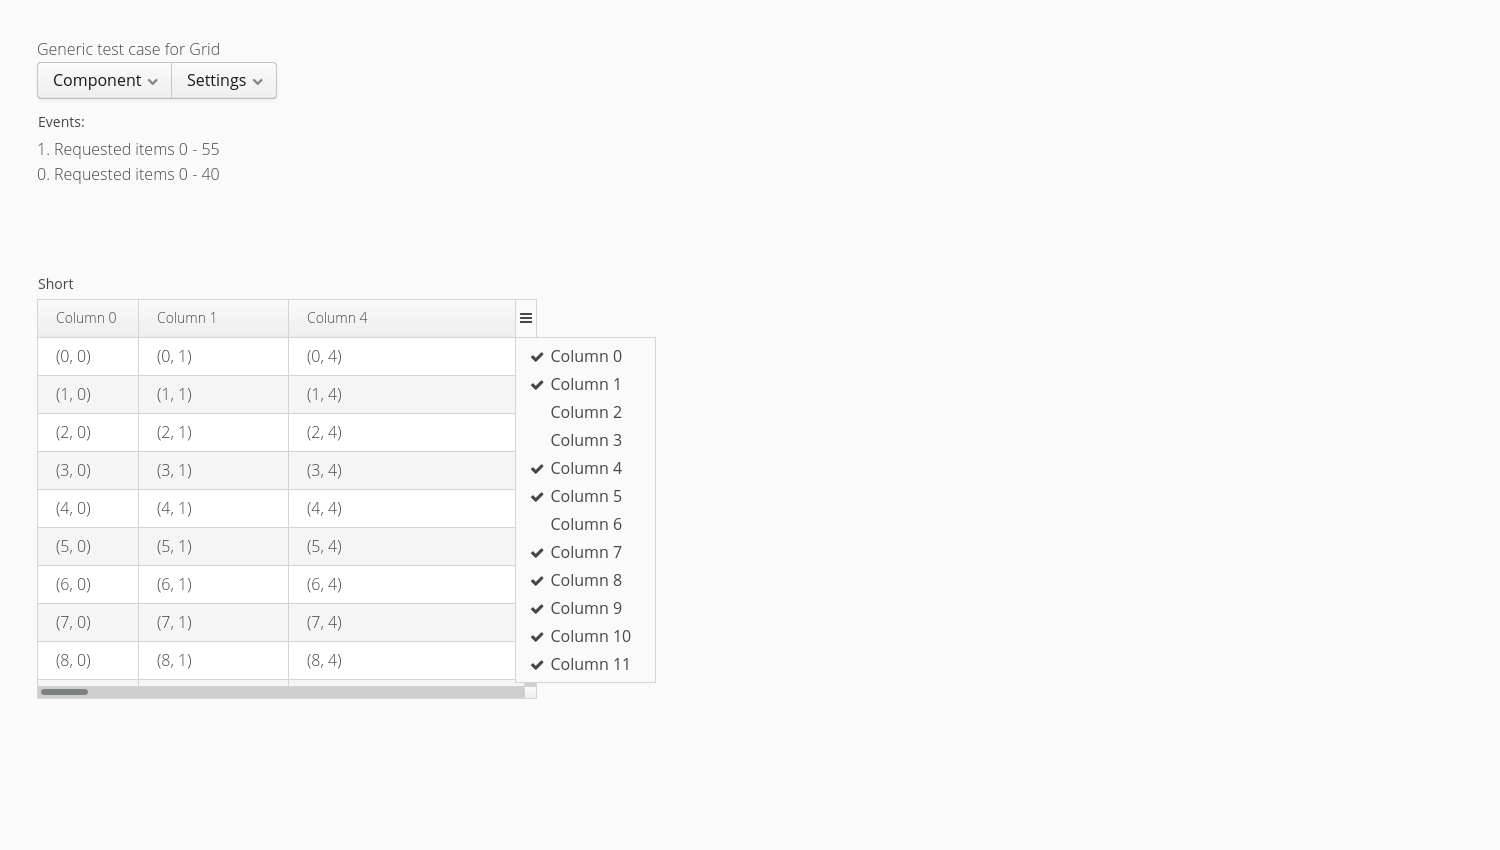 Generic test case for Grid
Component Settings
Events:
1. Requested items 0 - 55
0. Requested items 0 - 40
Short
Column 0 Column 1 Column 4
(0, 0) (0, 1) (0, 4)
(1, 0) (1, 1) (1, 4)
(2, 0) (2, 1) (2, 4)
(3, 0) (3, 1) (3, 4)
(4, 0) (4, 1) (4, 4)
(5, 0) (5, 1) (5, 4)
(6, 0) (6, 1) (6, 4)
(7, 0) (7, 1) (7, 4)
(8, 0) (8, 1) (8, 4)
Column 0
Column 1
Column 2
Column 3
Column 4
Column 5
Column 6
Column 7
Column 8
Column 9
Column 10
Column 11